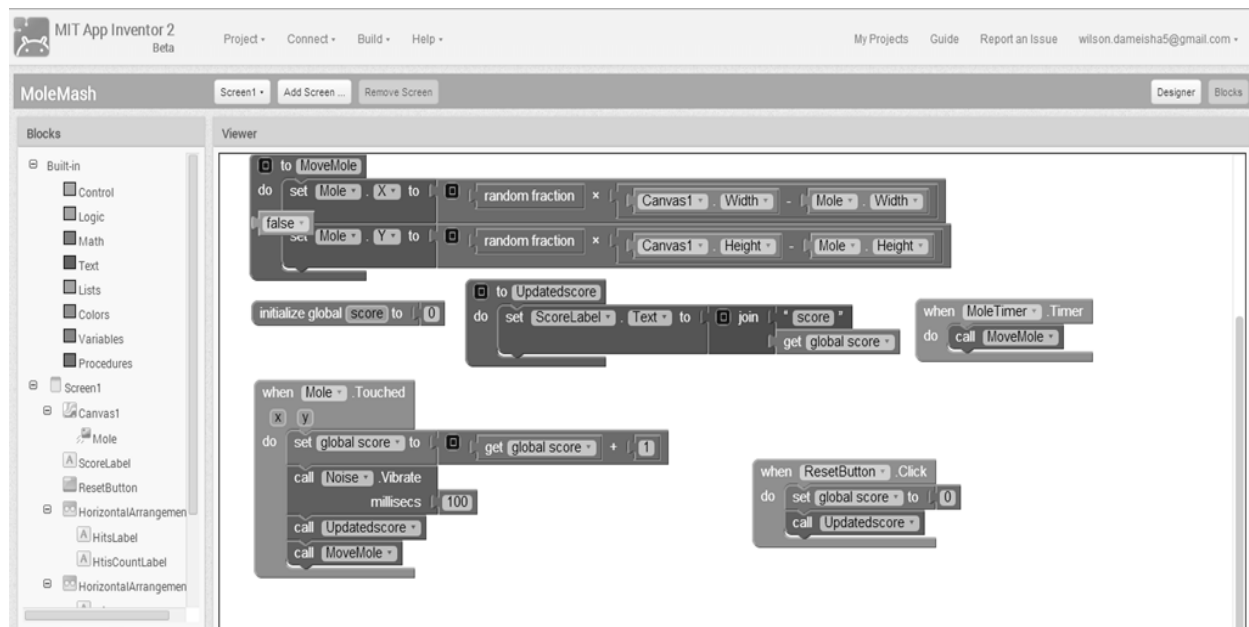 MIT App Inventor 2
Beta
Project Connect Build Help My Projects Guide Report an Issue wilson.dameisha5@gmail.com
MoleMash Screen1 Add Screen ... Remove Screen Designer Blocks
Blocks
Viewer
Built-in
Control
Logic
Math
Text
Lists
Colors
Variables
Procedures
Screen1
Canvas1
Mole
ScoreLabel
ResetButton
HorizontalArrangemen
HitsLabel
HtisCountLabel
HorizontalArrangemen
to MoveMole
do set Mole . X to random fraction × Canvas1 . Width - Mole . Width
false
set Mole . Y to random fraction × Canvas1 . Height - Mole . Height
initialize global score to 0
to Updatedscore
do set ScoreLabel . Text to join " score "
get global score
when MoleTimer .Timer
do call MoveMole
when Mole .Touched
x y
do set global score to get global score + 1
call Noise .Vibrate
millisecs 100
call Updatedscore
call MoveMole
when ResetButton .Click
do set global score to 0
call Updatedscore